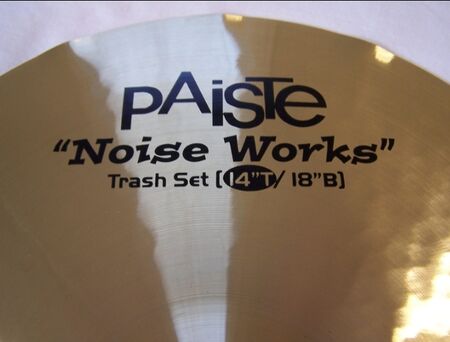 PAiSTe
"Noise Works"
Trash Set [14"T/ 18"B]